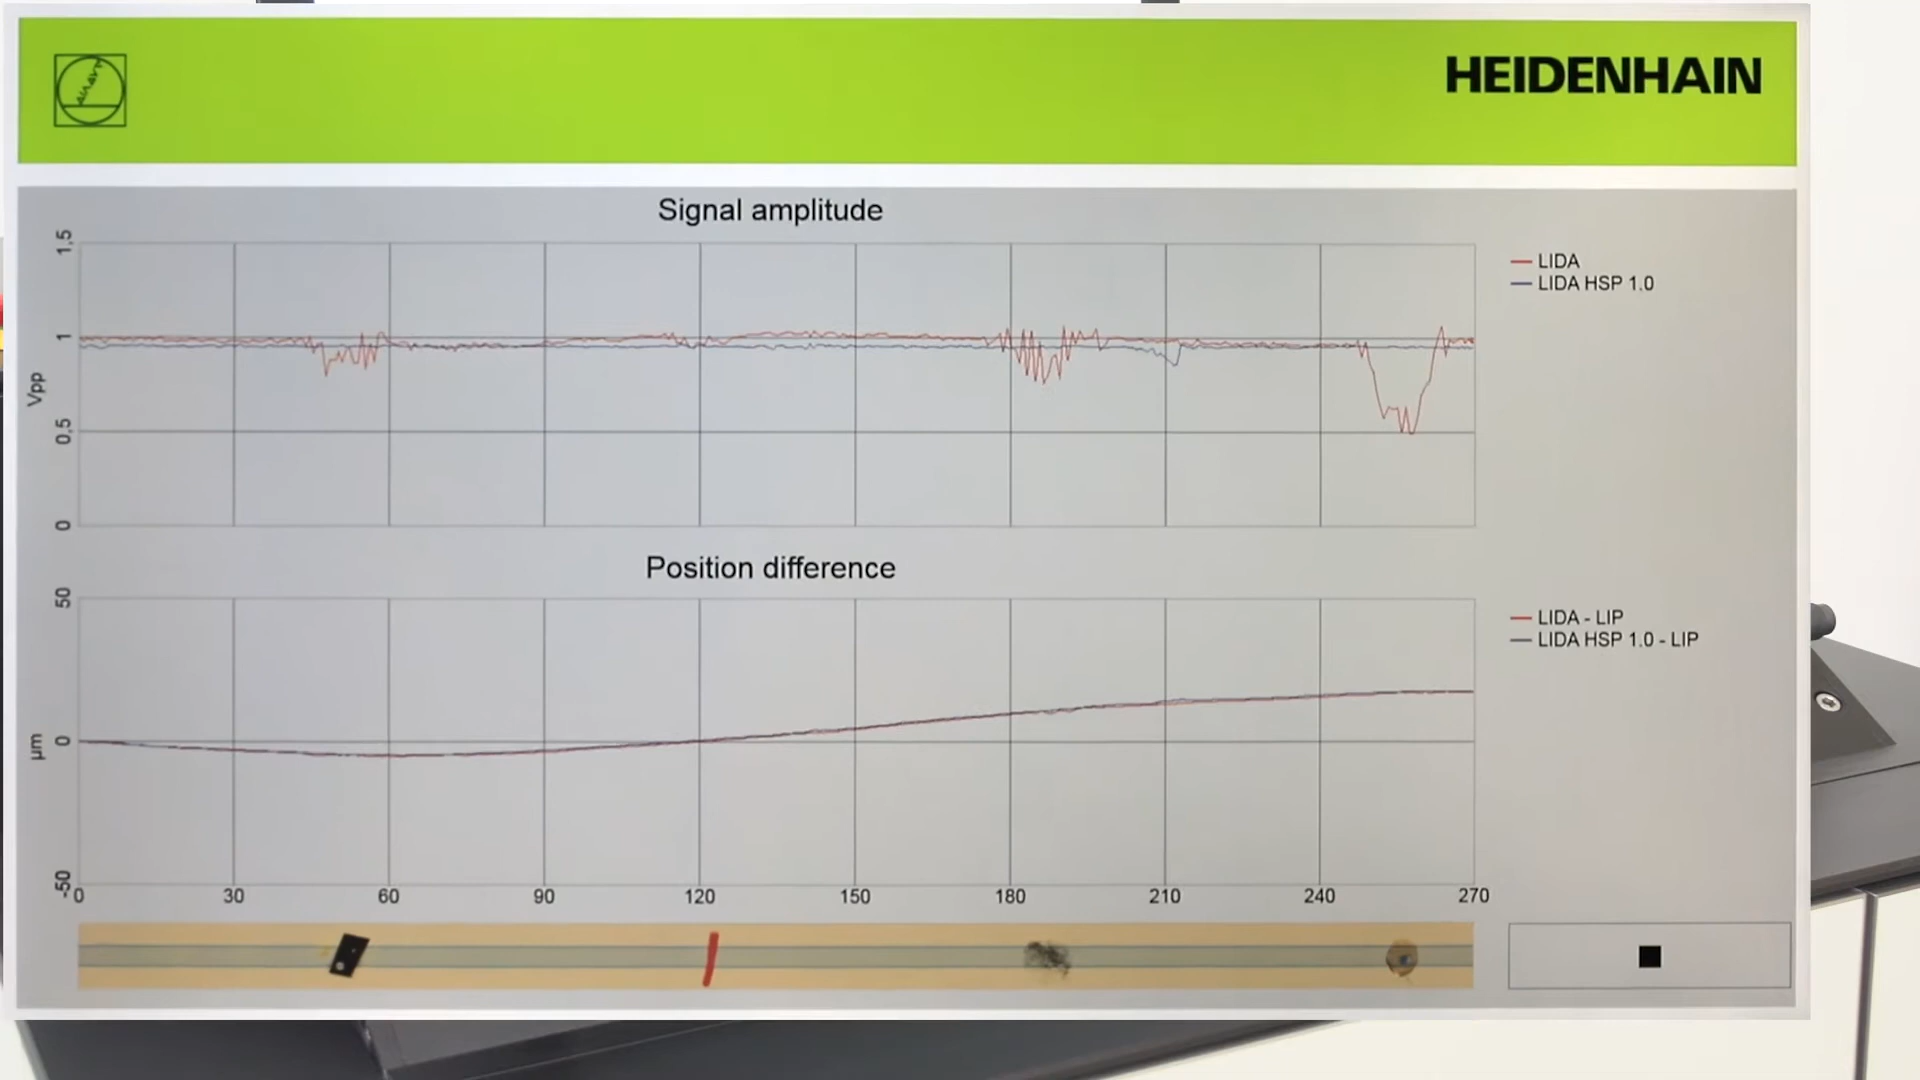 HEIDENHAIN
Signal amplitude
1,5
1
0,5
0
Vpp
LIDA
LIDA HSP 1.0
Position difference
50
0
-50
µm
LIDA - LIP
LIDA HSP 1.0 - LIP
0 30 60 90 120 150 180 210 240 270